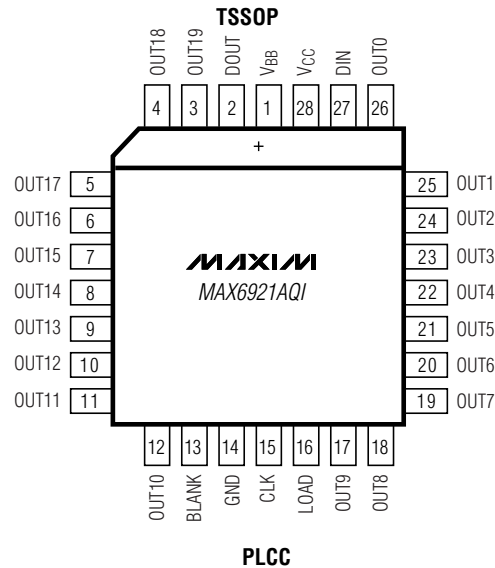 TSSOP
OUT18 OUT19 DOUT VBB VCC DIN OUT0
4 3 2 1 28 27 26
+
OUT17 5 25 OUT1
OUT16 6 24 OUT2
OUT15 7 23 OUT3
MAXIM
OUT14 8 MAX6921AQI 22 OUT4
OUT13 9 21 OUT5
OUT12 10 20 OUT6
OUT11 11 19 OUT7
12 13 14 15 16 17 18
OUT10 BLANK GND CLK LOAD OUT9 OUT8
PLCC